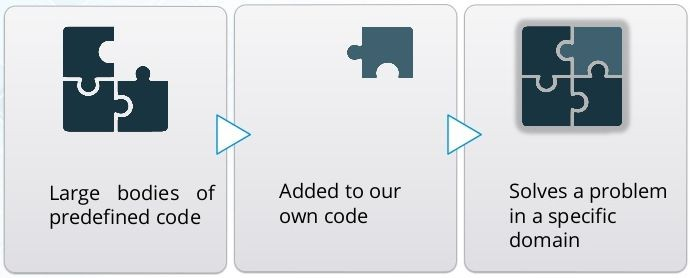 Large bodies of
predefined code
Added to our
own code
Solves a problem
in a specific
domain